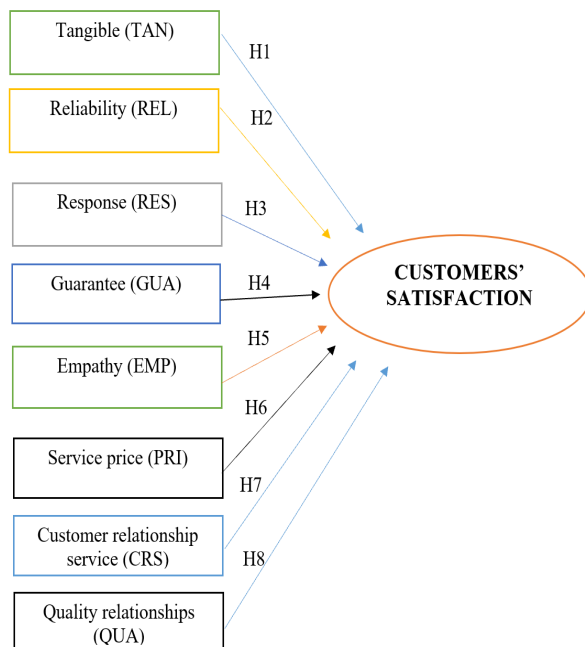 Tangible (TAN)
H1
Reliability (REL)
H2
Response (RES)
H3
Guarantee (GUA)
H4
CUSTOMERS’
SATISFACTION
Empathy (EMP)
H5
H6
Service price (PRI)
H7
Customer relationship
service (CRS)
H8
Quality relationships
(QUA)